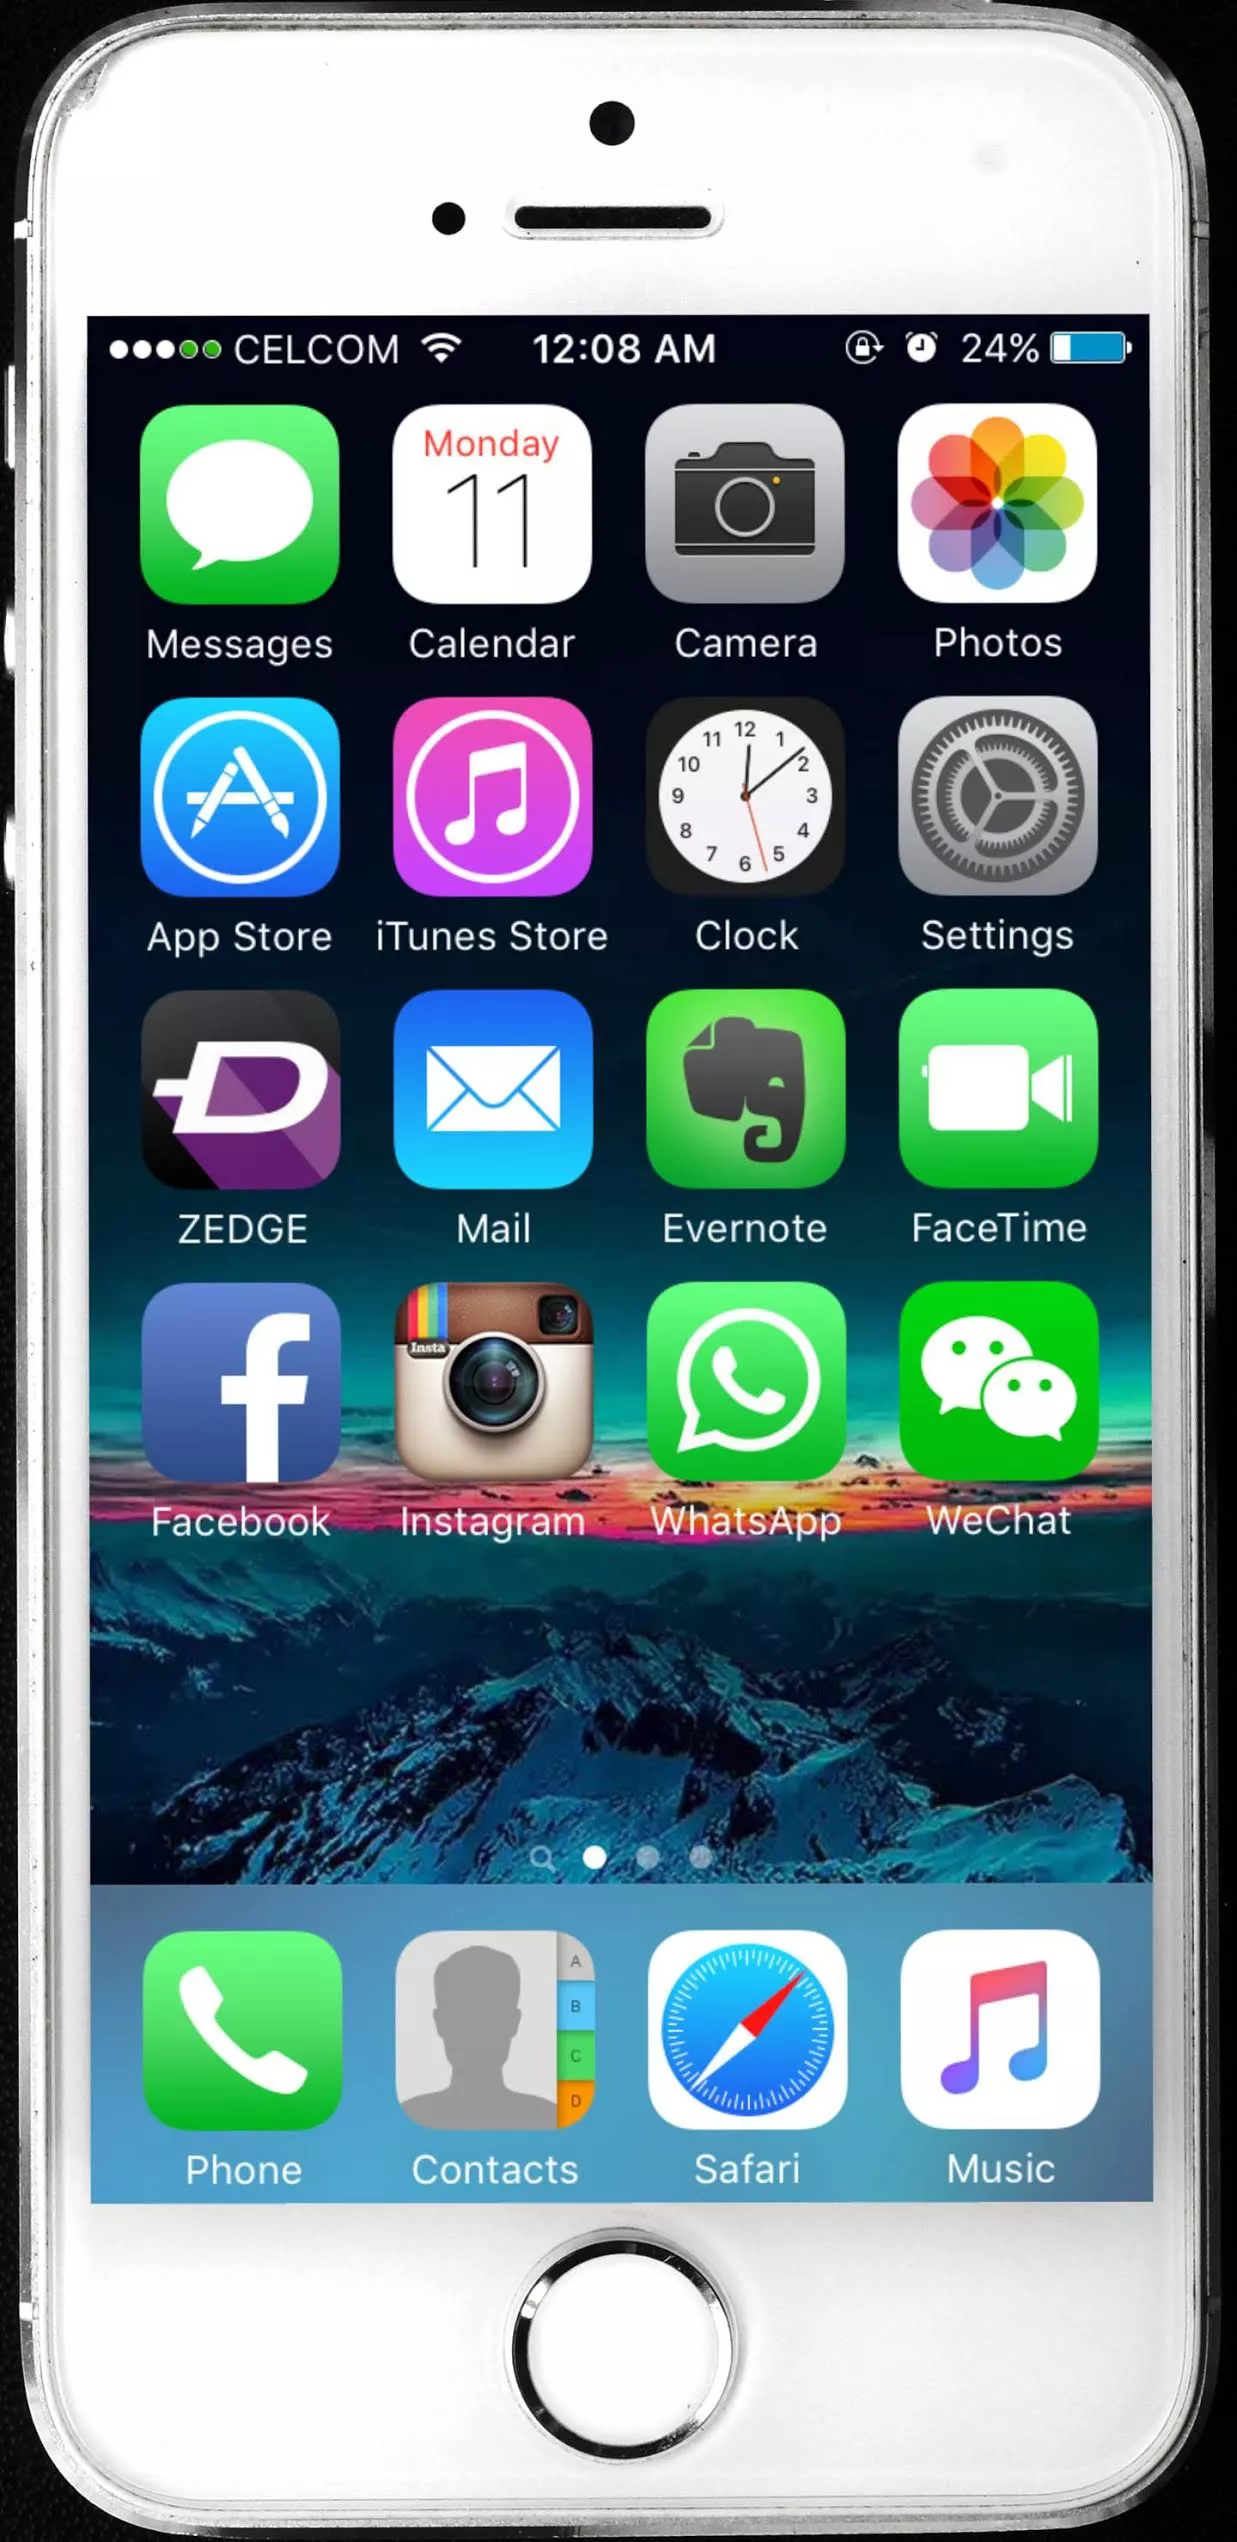 CELCOM 12:08 AM 24%
Monday
11
Messages Calendar Camera Photos
12
11 1
10 2
9 3
8 4
7 5
6
App Store iTunes Store Clock Settings
ZEDGE Mail Evernote FaceTime
Insta
Facebook Instagram WhatsApp WeChat
A
B
C
D
Phone Contacts Safari Music